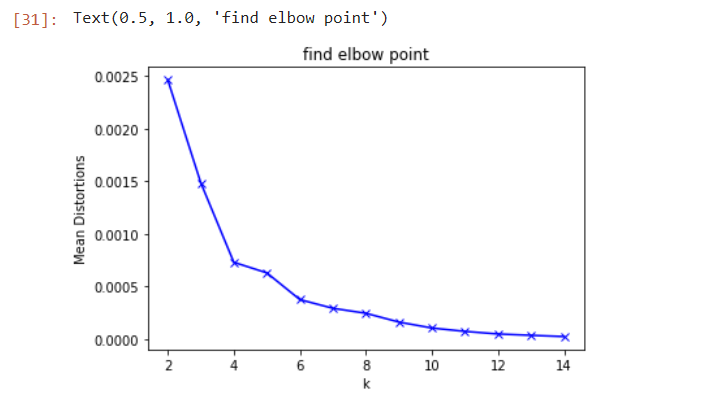 [31]: Text(0.5, 1.0, 'find elbow point')
find elbow point
0.0025
0.0020
0.0015
0.0010
0.0005
0.0000
Mean Distortions
2 4 6 8 10 12 14
k